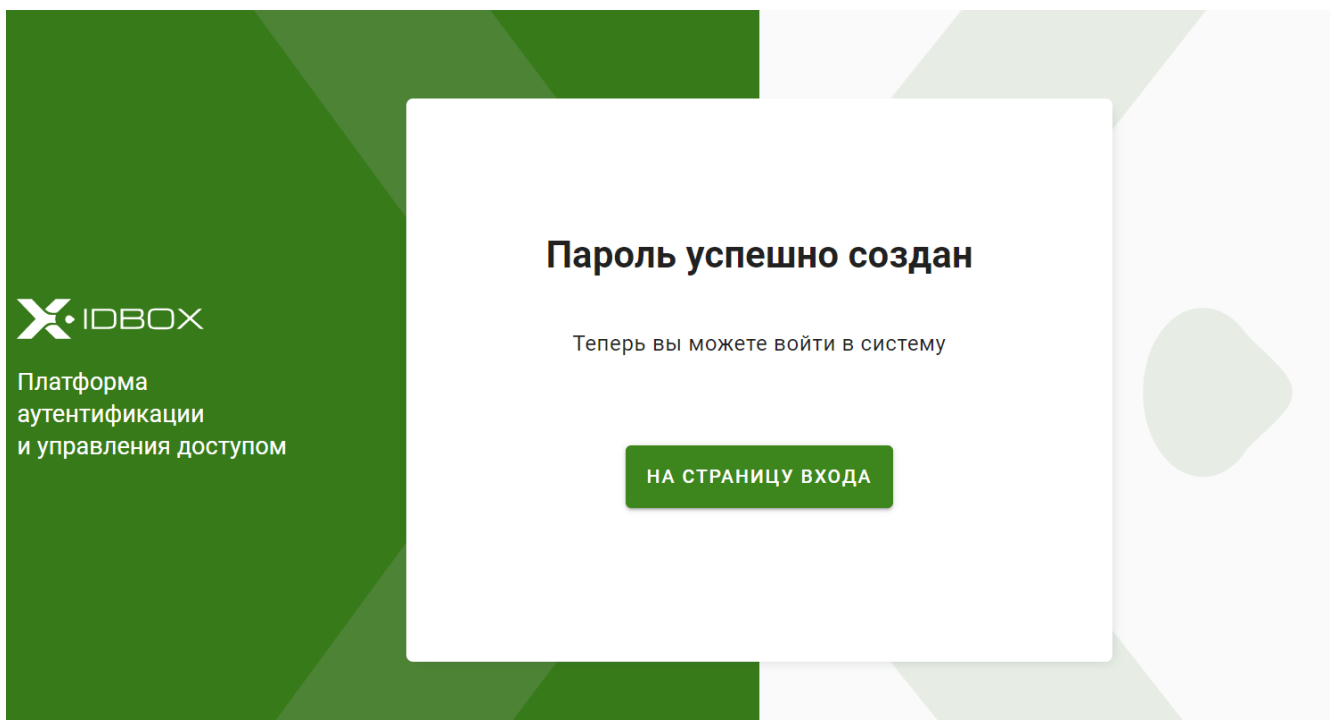 IDBOX
Платформа
аутентификации
и управления доступом
Пароль успешно создан
Теперь вы можете войти в систему
НА СТРАНИЦУ ВХОДА